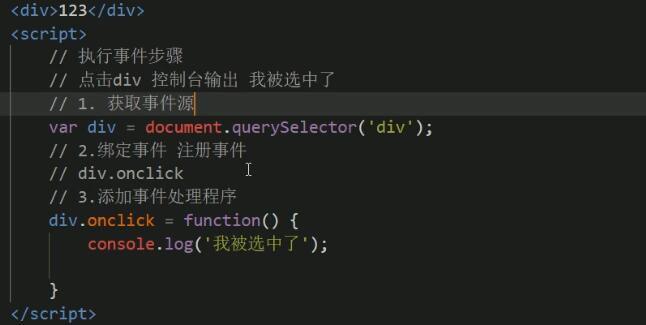 <div>123</div>
<script>
// 执行事件步骤
// 点击div 控制台输出 我被选中了
// 1. 获取事件源
var div = document.querySelector('div');
// 2.绑定事件 注册事件
// div.onclick
// 3.添加事件处理程序
div.onclick = function() {
console.log('我被选中了');
}
</script>